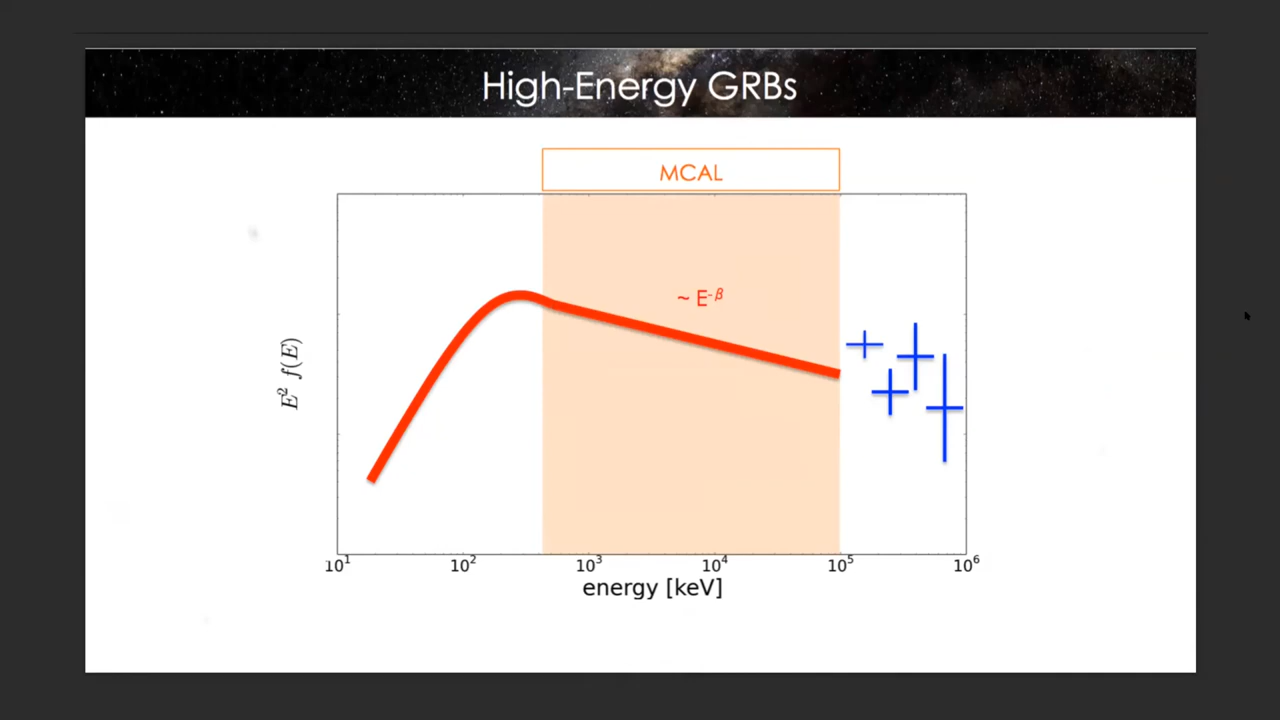 High-Energy GRBs
MCAL
~ E^-β
E² f(E)
10¹ 10² 10³ 10⁴ 10⁵ 10⁶
energy [keV]